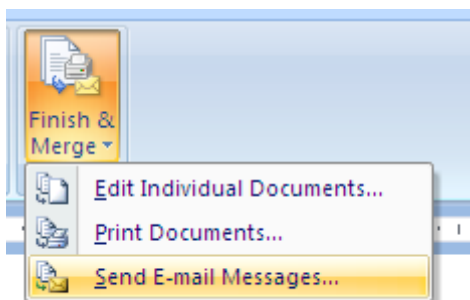 Finish &
Merge
Edit Individual Documents...
Print Documents...
Send E-mail Messages...